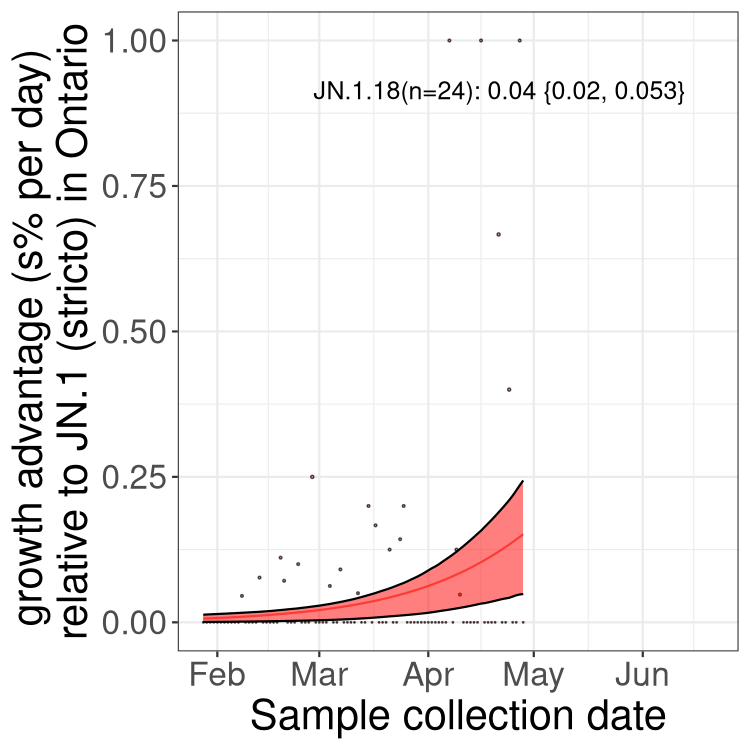 growth advantage (s% per day)
relative to JN.1 (stricto) in Ontario
1.00
0.75
0.50
0.25
0.00
JN.1.18(n=24): 0.04 {0.02, 0.053}
Feb Mar Apr May Jun
Sample collection date